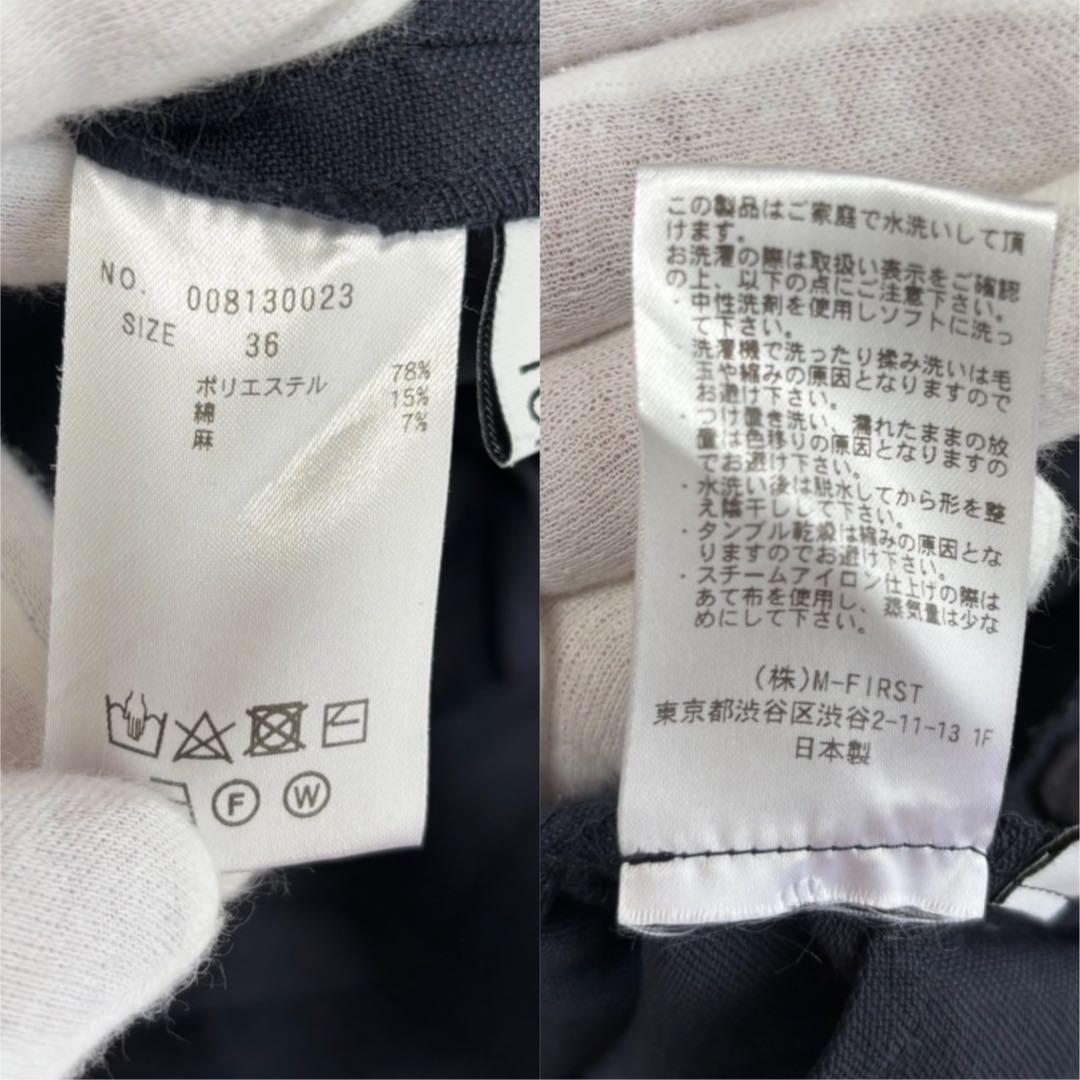 NO. 008130023
SIZE 36
ポリエステル 78%
綿 15%
麻 7%
F W
この製品はご家庭で水洗いして頂
けます。
お洗濯の際は取扱い表示をご確認
の上、以下の点にご注意下さい。
・中性洗剤を使用しソフトに洗っ
て下さい。
・洗濯機で洗ったり揉み洗いは毛
玉や縮みの原因となりますので
お避け下さい。
・つけ置き洗い、濡れたままの放
置は色移りの原因となりますの
でお避け下さい。
・水洗い後は脱水してから形を整
え陰干しして下さい。
・タンブル乾燥は縮みの原因とな
りますのでお避け下さい。
・スチームアイロン仕上げの際は
あて布を使用し、蒸気量は少な
めにして下さい。
(株)M-FIRST
東京都渋谷区渋谷2-11-13 1F
日本製